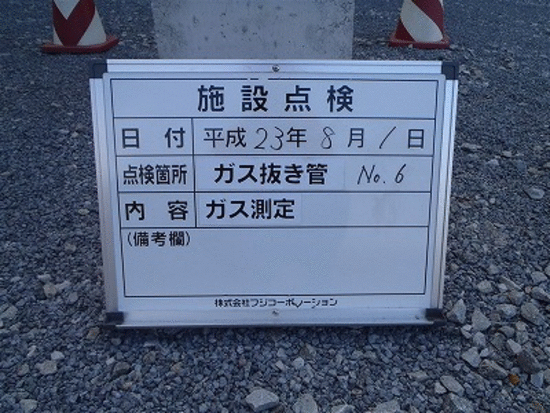 施設点検
日付 平成23年8月1日
点検箇所 ガス抜き管 No.6
内容 ガス測定
(備考欄)
株式会社フジコーポレーション